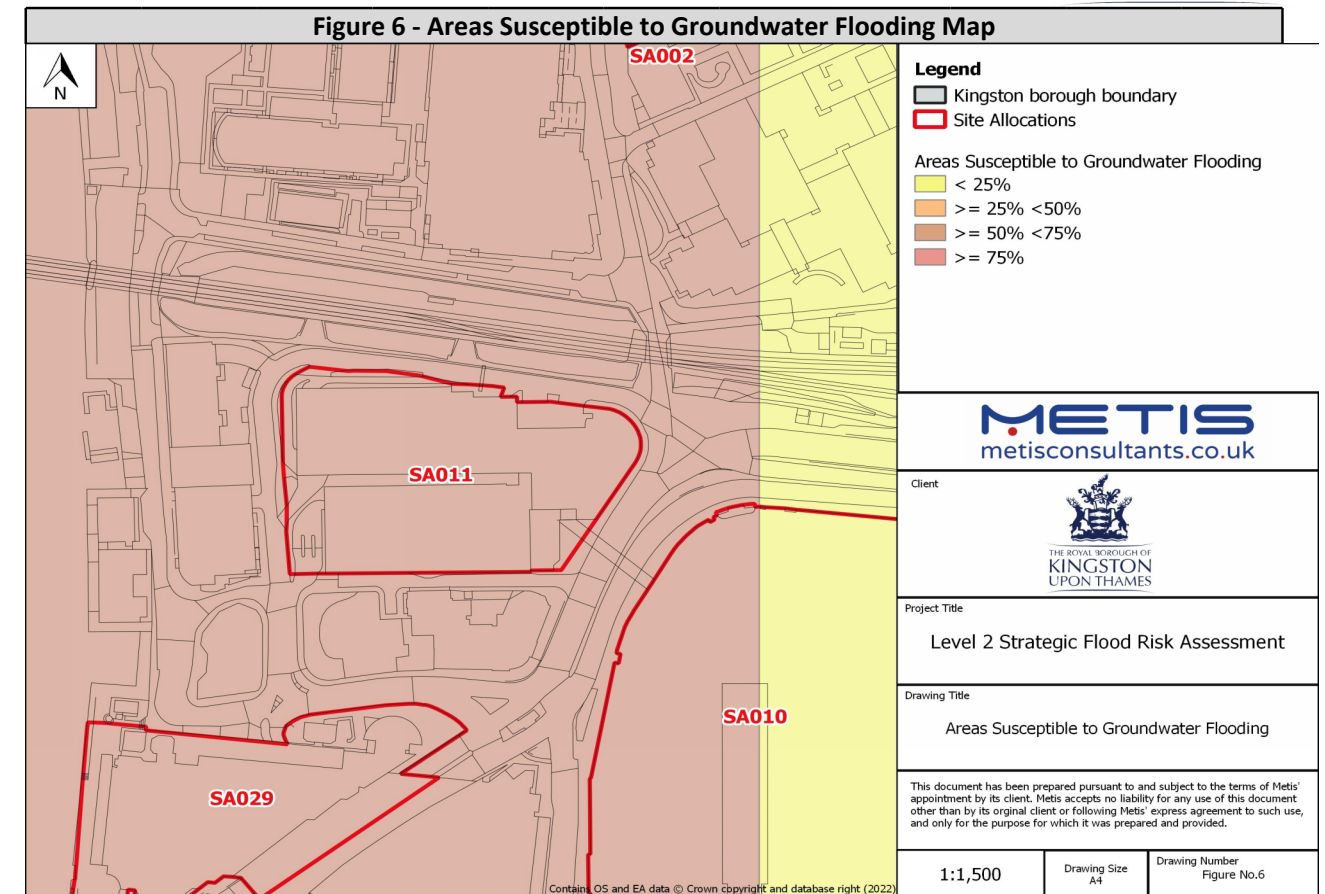 Figure 6 - Areas Susceptible to Groundwater Flooding Map
N
SA002
SA011
SA010
SA029
Contains OS and EA data © Crown copyright and database right (2022)
Legend
Kingston borough boundary
Site Allocations
Areas Susceptible to Groundwater Flooding
< 25%
>= 25% <50%
>= 50% <75%
>= 75%
METIS
metisconsultants.co.uk
Client
THE ROYAL BOROUGH OF
KINGSTON
UPON THAMES
Project Title
Level 2 Strategic Flood Risk Assessment
Drawing Title
Areas Susceptible to Groundwater Flooding
This document has been prepared pursuant to and subject to the terms of Metis'
appointment by its client. Metis accepts no liability for any use of this document
other than by its orginal client or following Metis' express agreement to such use,
and only for the purpose for which it was prepared and provided.
1:1,500
Drawing Size
A4
Drawing Number
Figure No.6